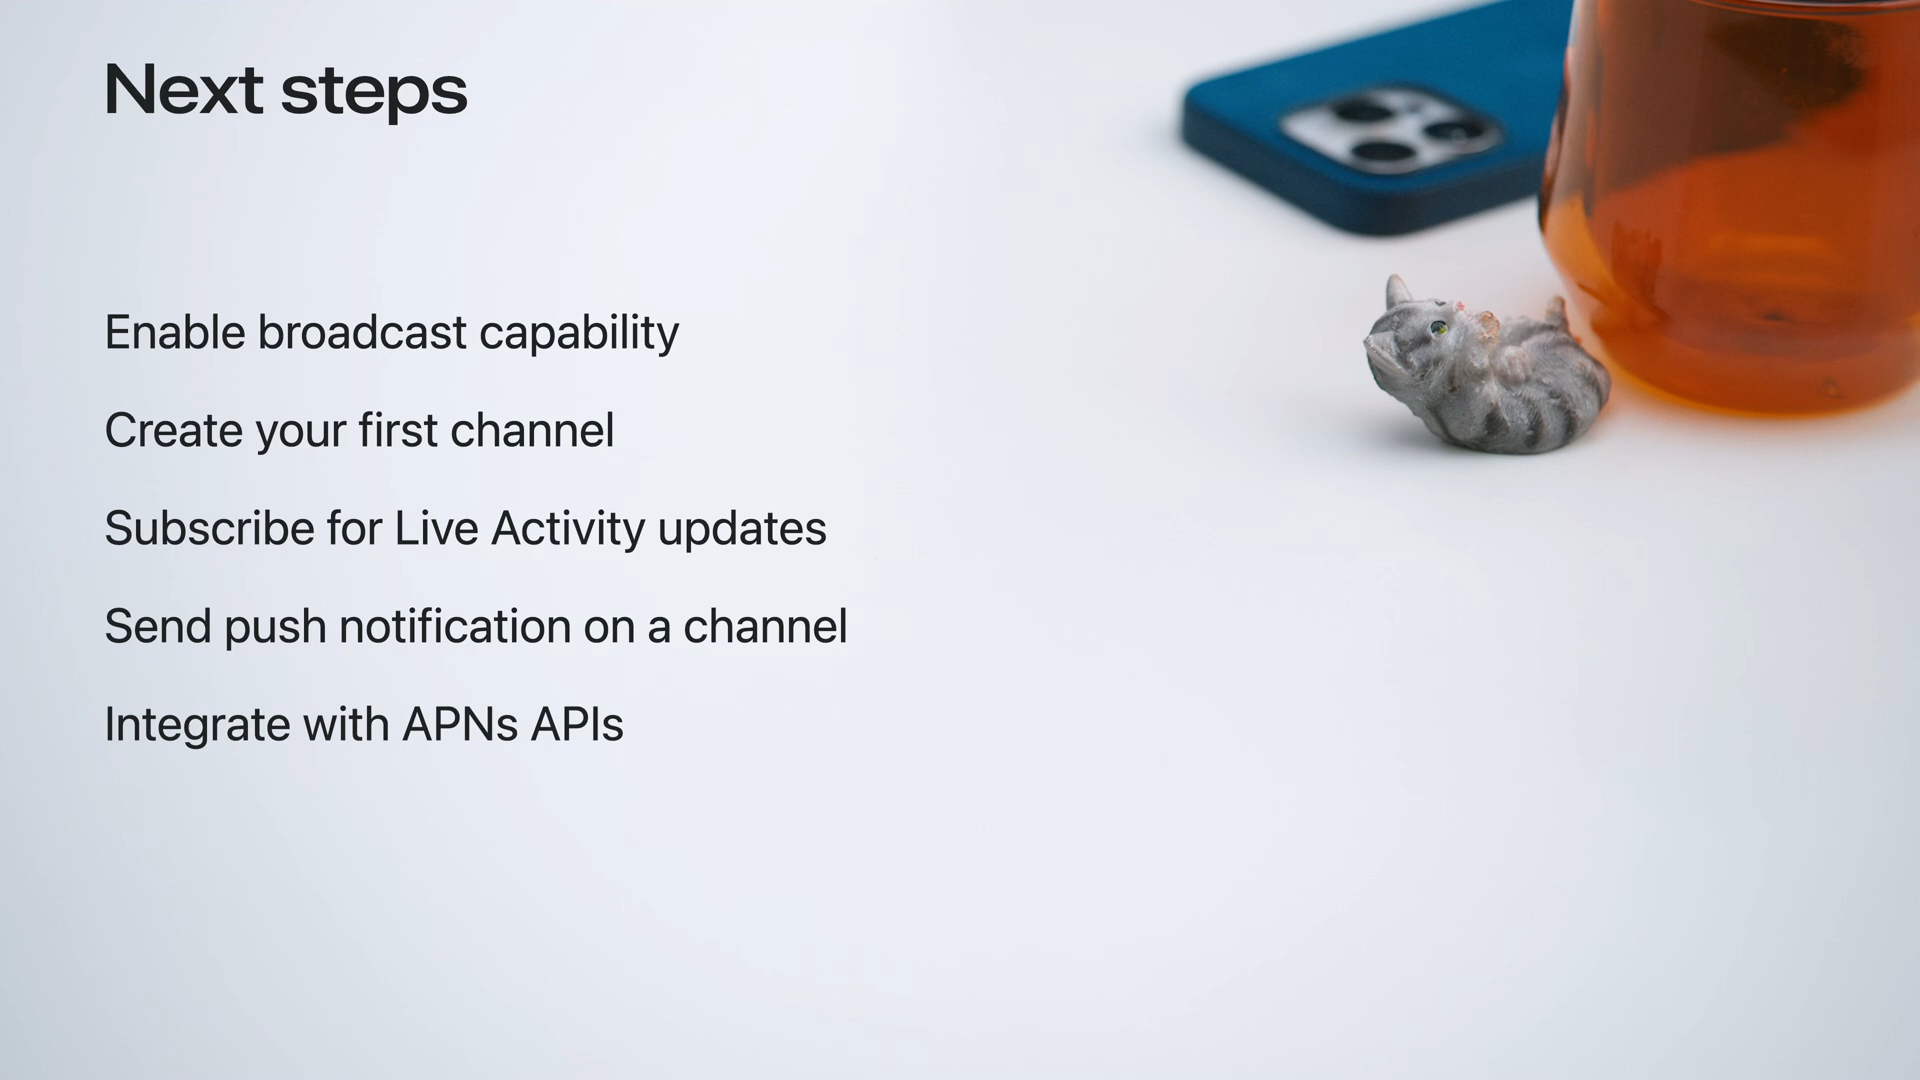 Next steps
Enable broadcast capability
Create your first channel
Subscribe for Live Activity updates
Send push notification on a channel
Integrate with APNs APIs